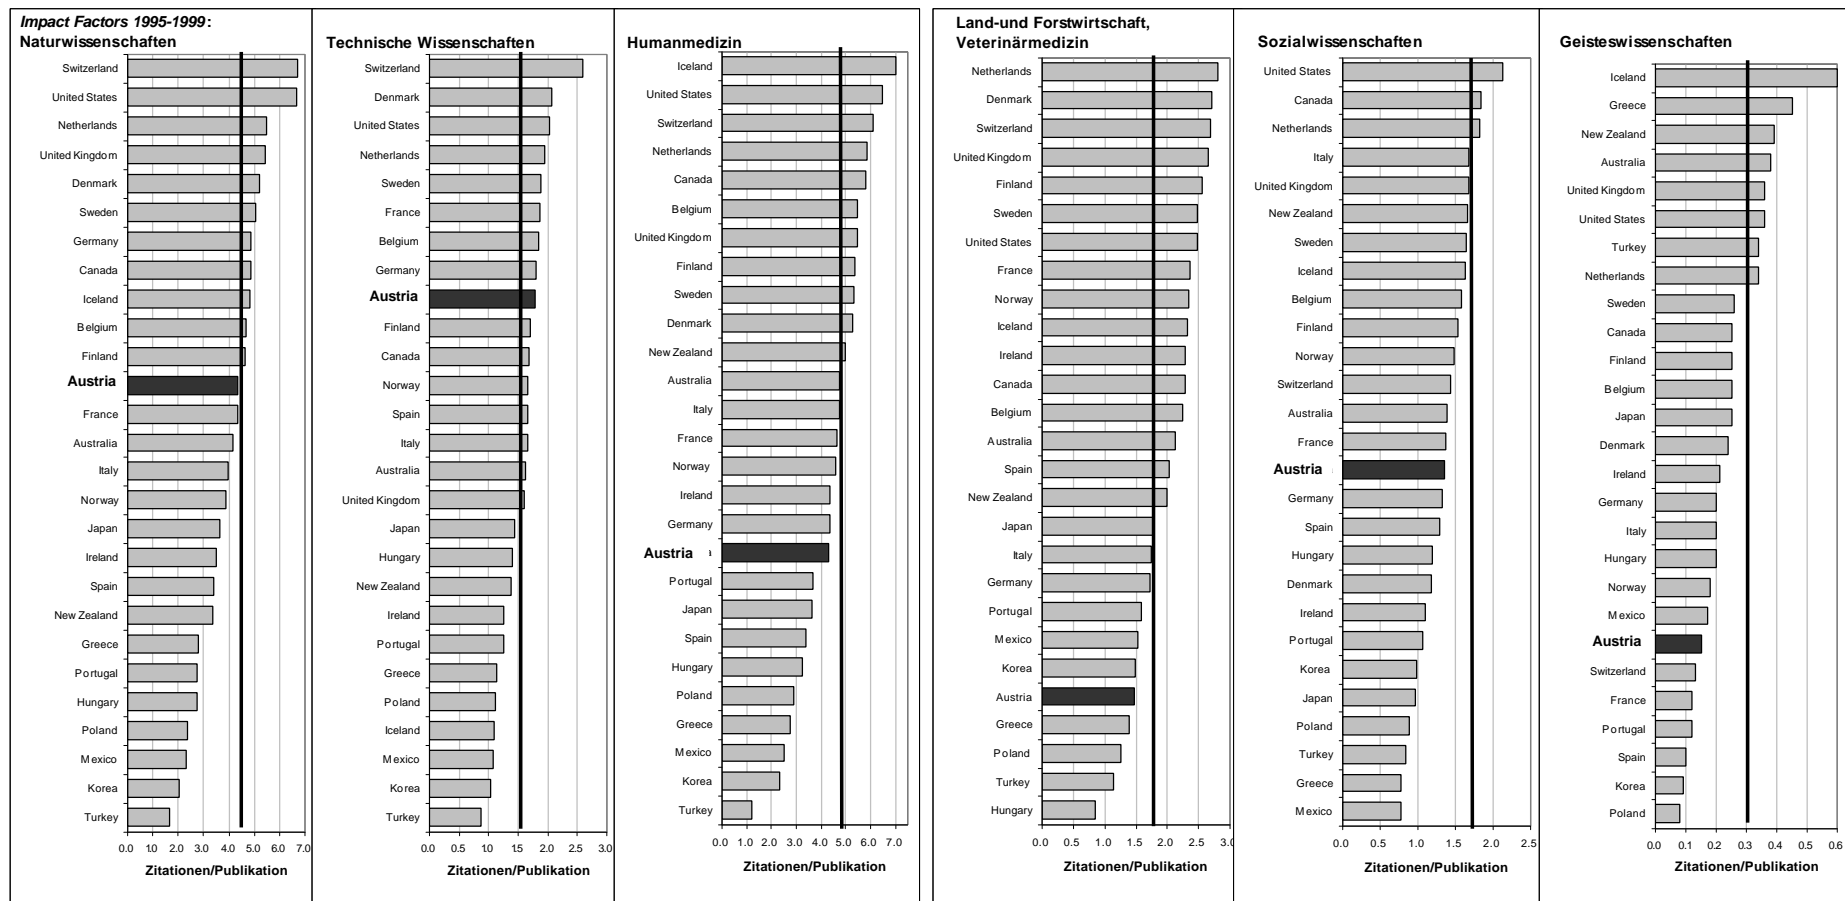 Impact Factors 1995-1999:
Naturwissenschaften
Switzerland
United States
Netherlands
United Kingdom
Denmark
Sweden
Germany
Canada
Iceland
Belgium
Finland
Austria
France
Australia
Italy
Norway
Japan
Ireland
Spain
New Zealand
Greece
Portugal
Hungary
Poland
Mexico
Korea
Turkey
0.0 1.0 2.0 3.0 4.0 5.0 6.0 7.0
Zitationen/Publikation
Technische Wissenschaften
Switzerland
Denmark
United States
Netherlands
Sweden
France
Belgium
Germany
Austria
Finland
Canada
Norway
Spain
Italy
Australia
United Kingdom
Japan
Hungary
New Zealand
Ireland
Portugal
Greece
Poland
Iceland
Mexico
Korea
Turkey
0.0 0.5 1.0 1.5 2.0 2.5 3.0
Zitationen/Publikation
Humanmedizin
Iceland
United States
Switzerland
Netherlands
Canada
Belgium
United Kingdom
Finland
Sweden
Denmark
New Zealand
Australia
Italy
France
Norway
Ireland
Germany
Austria
Portugal
Japan
Spain
Hungary
Poland
Greece
Mexico
Korea
Turkey
0.0 1.0 2.0 3.0 4.0 5.0 6.0 7.0
Zitationen/Publikation
Land-und Forstwirtschaft,
Veterinärmedizin
Netherlands
Denmark
Switzerland
United Kingdom
Finland
Sweden
United States
France
Norway
Iceland
Ireland
Canada
Belgium
Australia
Spain
New Zealand
Japan
Italy
Germany
Portugal
Mexico
Korea
Austria
Greece
Poland
Turkey
Hungary
0.0 0.5 1.0 1.5 2.0 2.5 3.0
Zitationen/Publikation
Sozialwissenschaften
United States
Canada
Netherlands
Italy
United Kingdom
New Zealand
Sweden
Iceland
Belgium
Finland
Norway
Switzerland
Australia
France
Austria
Germany
Spain
Hungary
Denmark
Ireland
Portugal
Korea
Japan
Poland
Turkey
Greece
Mexico
0.0 0.5 1.0 1.5 2.0 2.5
Zitationen/Publikation
Geisteswissenschaften
Iceland
Greece
New Zealand
Australia
United Kingdom
United States
Turkey
Netherlands
Sweden
Canada
Finland
Belgium
Japan
Denmark
Ireland
Germany
Italy
Hungary
Norway
Mexico
Austria
Switzerland
France
Portugal
Spain
Korea
Poland
0.0 0.1 0.2 0.3 0.4 0.5 0.6
Zitationen/Publikation